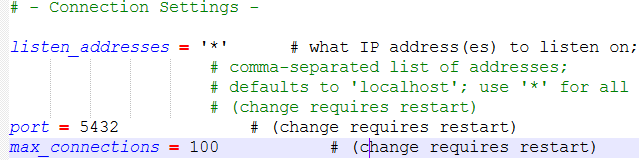 # - Connection Settings -
listen_addresses = '*' # what IP address(es) to listen on;
# comma-separated list of addresses;
# defaults to 'localhost'; use '*' for all
# (change requires restart)
port = 5432 # (change requires restart)
max_connections = 100 # (change requires restart)